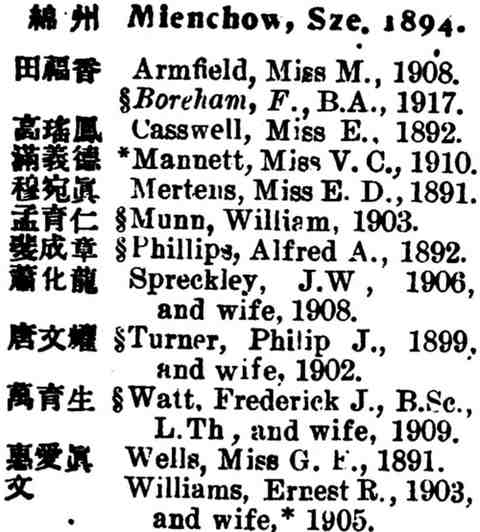 綿州 Mienchow, Sze. 1894.
田福香 Armfield, Miss M., 1908.
§Boreham, F., B.A., 1917.
高瑤鳳 Casswell, Miss E., 1892.
滿義德 *Mannett, Miss V. C., 1910.
穆宛眞 Mertens, Miss E. D., 1891.
孟育仁 §Munn, William, 1903.
斐成章 §Phillips, Alfred A., 1892.
蕭化龍 Spreckley, J.W , 1906,
and wife, 1908.
唐文耀 §Turner, Philip J., 1899,
and wife, 1902.
萬育生 §Watt, Frederick J., B.Sc.,
L.Th , and wife, 1909.
惠愛眞 Wells, Miss G. E., 1891.
文 Williams, Ernest R., 1903,
and wife,* 1905.